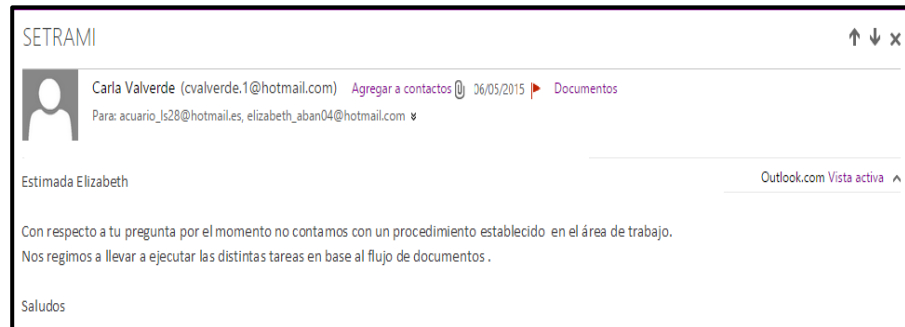 SETRAMI
Carla Valverde (cvalverde.1@hotmail.com) Agregar a contactos 06/05/2015 Documentos
Para: acuario_ls28@hotmail.es, elizabeth_aban04@hotmail.com
Outlook.com Vista activa
Estimada Elizabeth
Con respecto a tu pregunta por el momento no contamos con un procedimiento establecido en el área de trabajo.
Nos regimos a llevar a ejecutar las distintas tareas en base al flujo de documentos .
Saludos